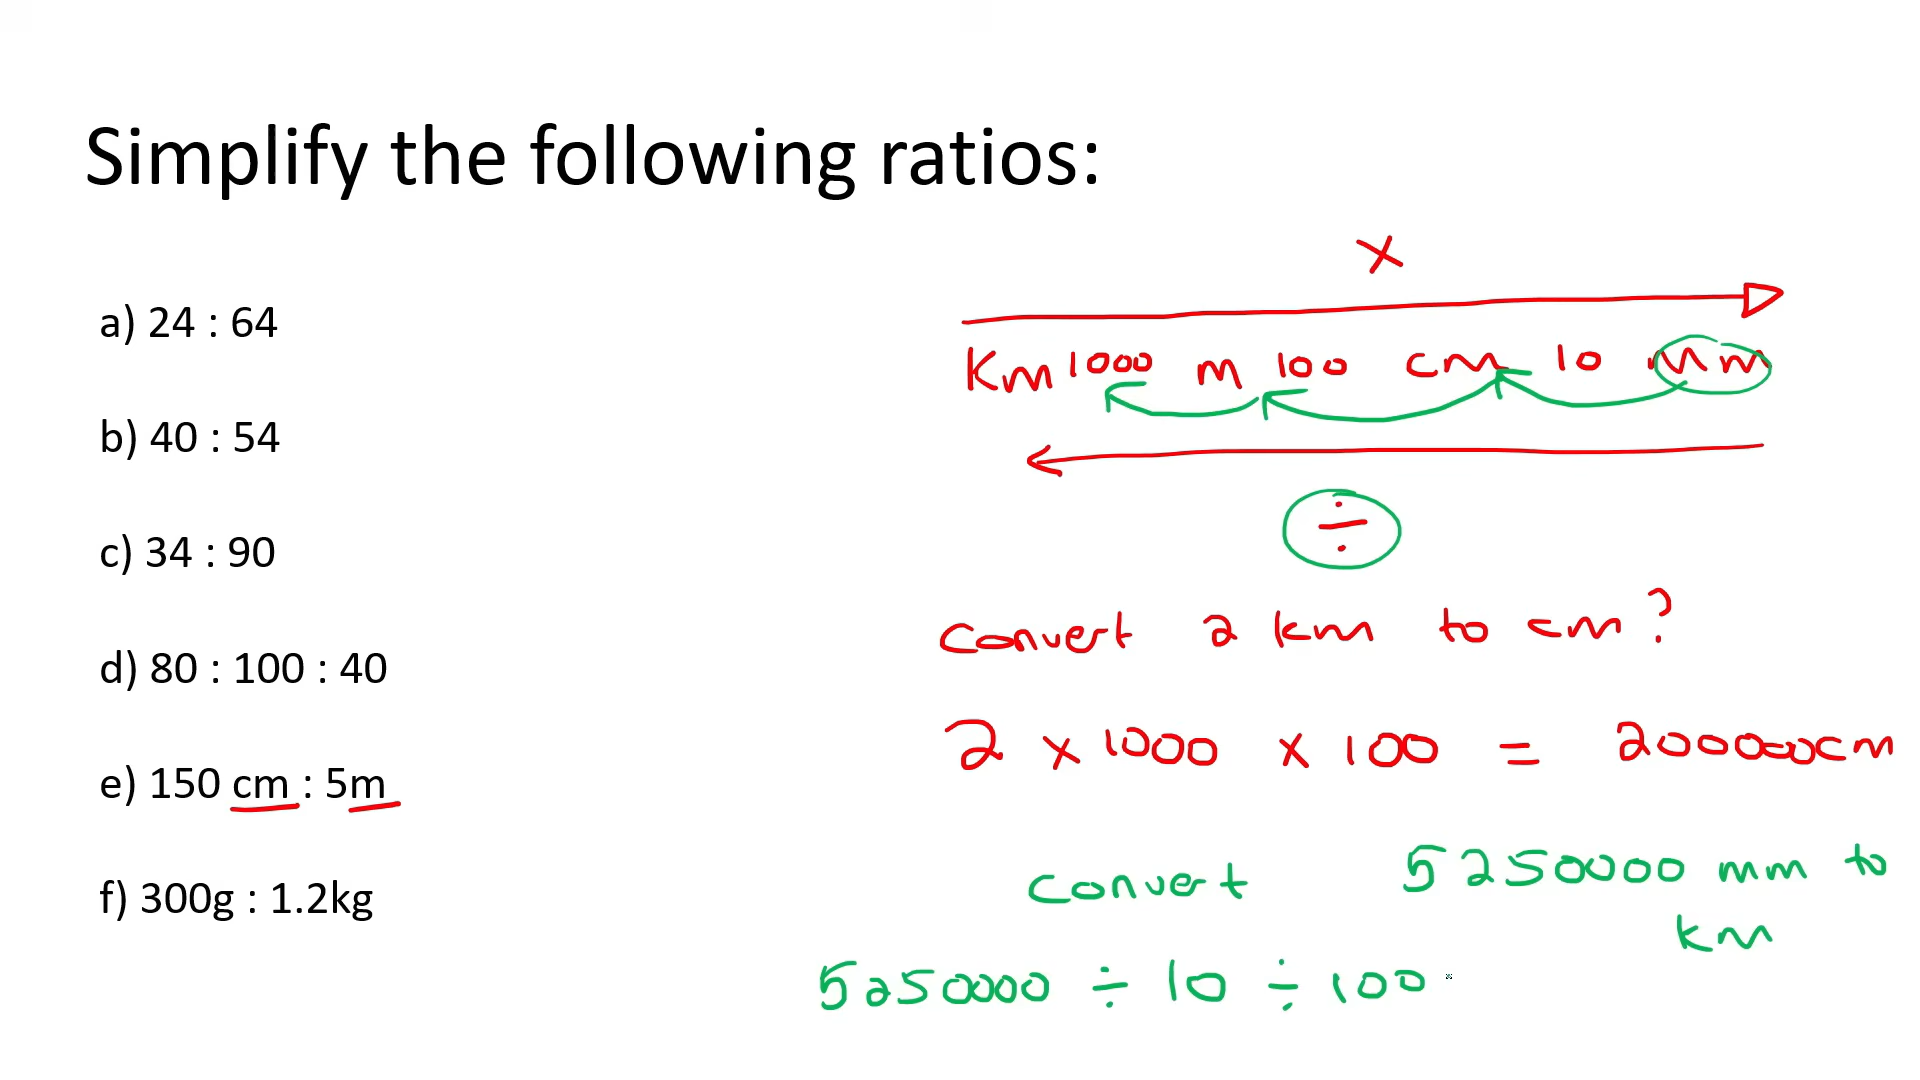 Simplify the following ratios:
a) 24 : 64
b) 40 : 54
c) 34 : 90
d) 80 : 100 : 40
e) 150 cm : 5m
f) 300g : 1.2kg
×
Km 1000 m 100 cm 10 mm
÷
Convert 2 km to cm?
2 × 1000 × 100 = 200000cm
Convert 5250000 mm to
km
5250000 ÷ 10 ÷ 100